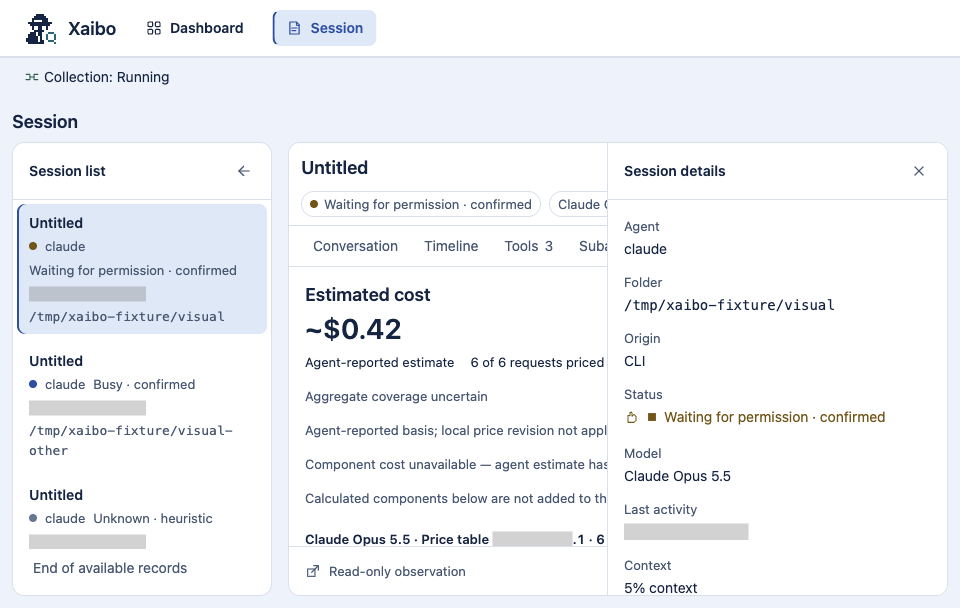 Xaibo
Dashboard
Session
Collection: Running
Session
Session list
Untitled
claude
Waiting for permission · confirmed
/tmp/xaibo-fixture/visual
Untitled
claude Busy · confirmed
/tmp/xaibo-fixture/visual-
other
Untitled
claude Unknown · heuristic
End of available records
Untitled
Waiting for permission · confirmed
Claude
Conversation
Timeline
Tools 3
Suba
Estimated cost
~$0.42
Agent-reported estimate 6 of 6 requests priced
Aggregate coverage uncertain
Agent-reported basis; local price revision not appl
Component cost unavailable — agent estimate has
Calculated components below are not added to th
Claude Opus 5.5 · Price table .1 · 6
Read-only observation
Session details
Agent
claude
Folder
/tmp/xaibo-fixture/visual
Origin
CLI
Status
Waiting for permission · confirmed
Model
Claude Opus 5.5
Last activity
Context
5% context